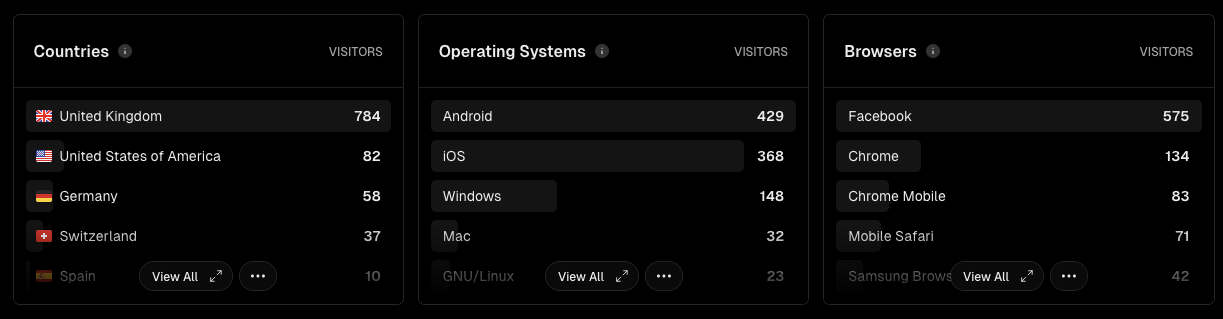 Countries
VISITORS
United Kingdom 784
United States of America 82
Germany 58
Switzerland 37
Spain 10
View All
Operating Systems
VISITORS
Android 429
iOS 368
Windows 148
Mac 32
GNU/Linux 23
View All
Browsers
VISITORS
Facebook 575
Chrome 134
Chrome Mobile 83
Mobile Safari 71
Samsung Brows 42
View All